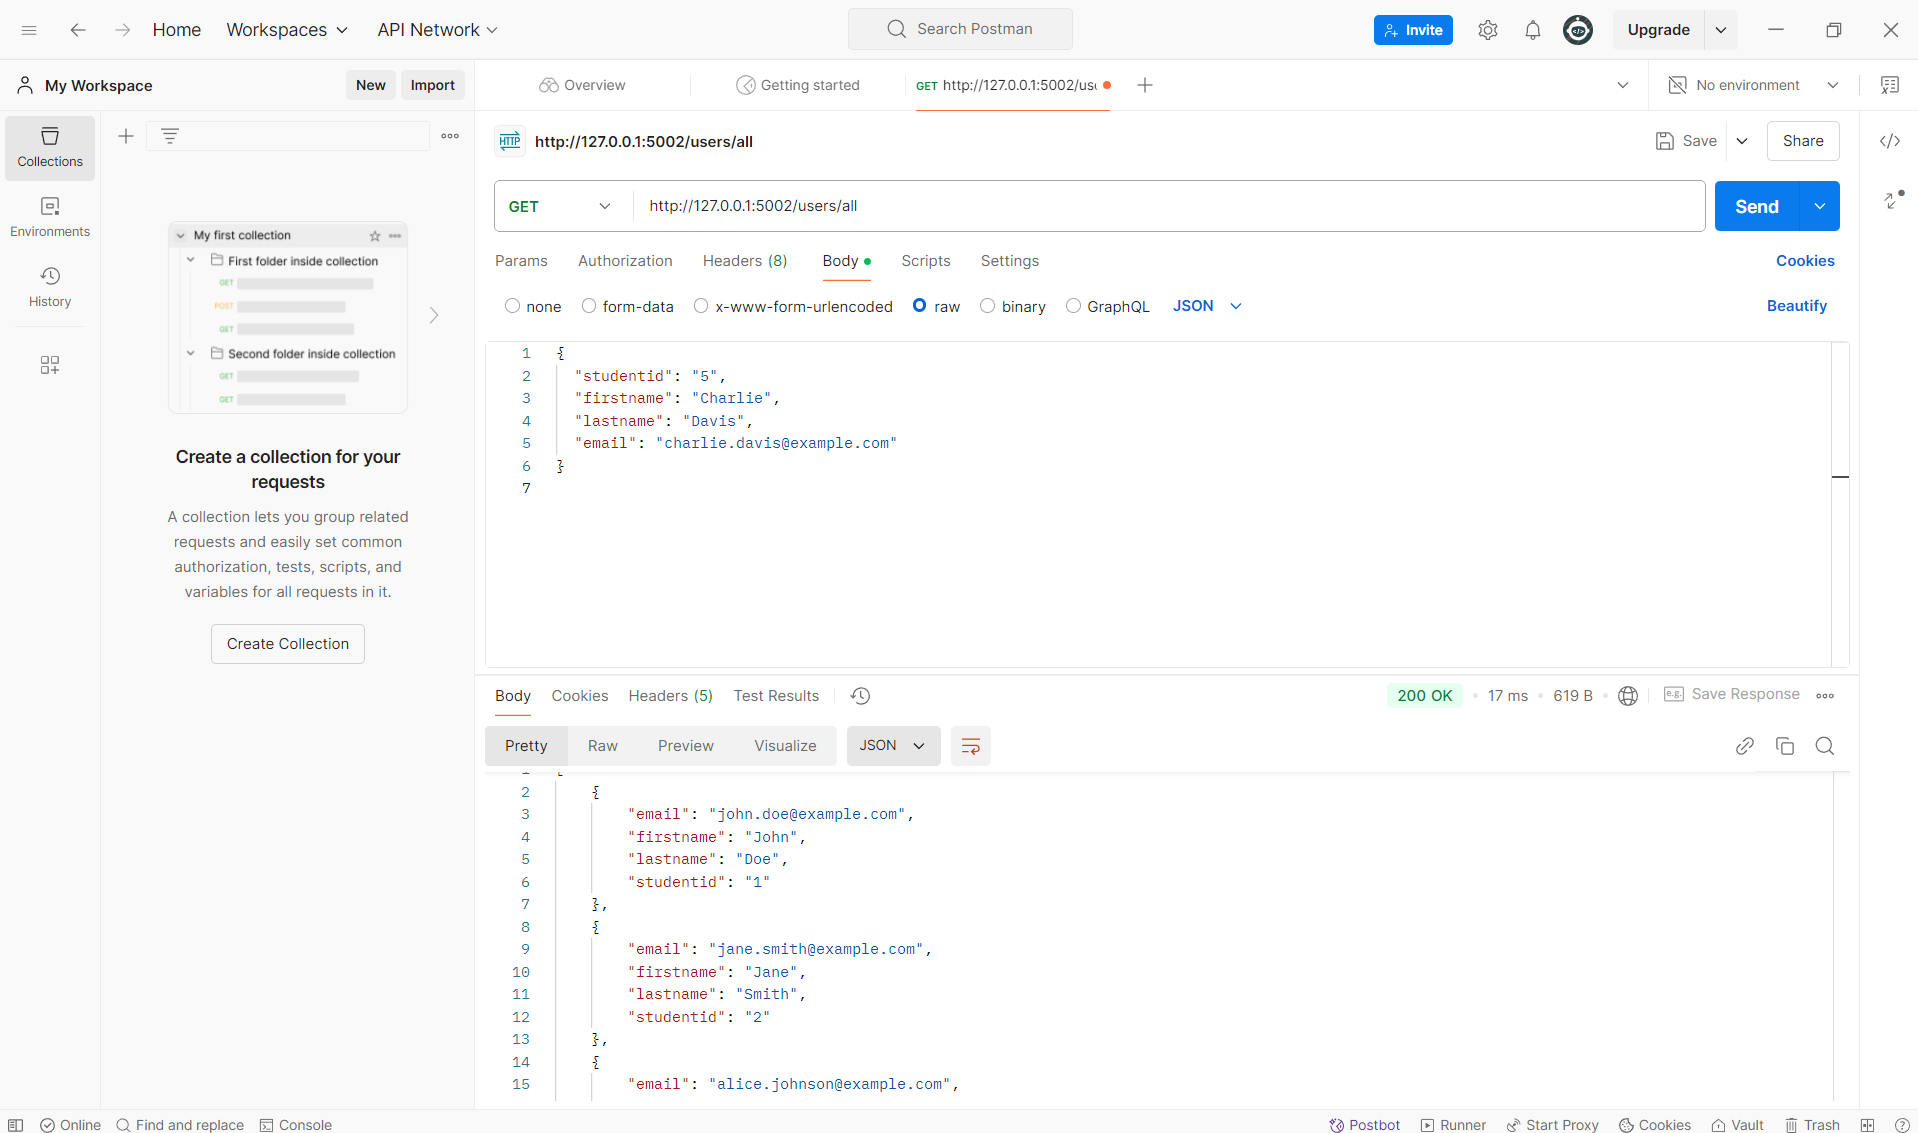 Home Workspaces API Network Search Postman Invite Upgrade
My Workspace New Import Overview Getting started GET http://127.0.0.1:5002/us No environment
Collections
Environments
History
My first collection
First folder inside collection
GET
POST
GET
Second folder inside collection
GET
GET
Create a collection for your
requests
A collection lets you group related
requests and easily set common
authorization, tests, scripts, and
variables for all requests in it.
Create Collection
HTTP http://127.0.0.1:5002/users/all Save Share
GET http://127.0.0.1:5002/users/all Send
Params Authorization Headers (8) Body Scripts Settings Cookies
none form-data x-www-form-urlencoded raw binary GraphQL JSON Beautify
1 {
2 "studentid": "5",
3 "firstname": "Charlie",
4 "lastname": "Davis",
5 "email": "charlie.davis@example.com"
6 }
7
Body Cookies Headers (5) Test Results 200 OK 17 ms 619 B e.g. Save Response
Pretty Raw Preview Visualize JSON
2 {
3 "email": "john.doe@example.com",
4 "firstname": "John",
5 "lastname": "Doe",
6 "studentid": "1"
7 },
8 {
9 "email": "jane.smith@example.com",
10 "firstname": "Jane",
11 "lastname": "Smith",
12 "studentid": "2"
13 },
14 {
15 "email": "alice.johnson@example.com",
Online Find and replace Console Postbot Runner Start Proxy Cookies Vault Trash